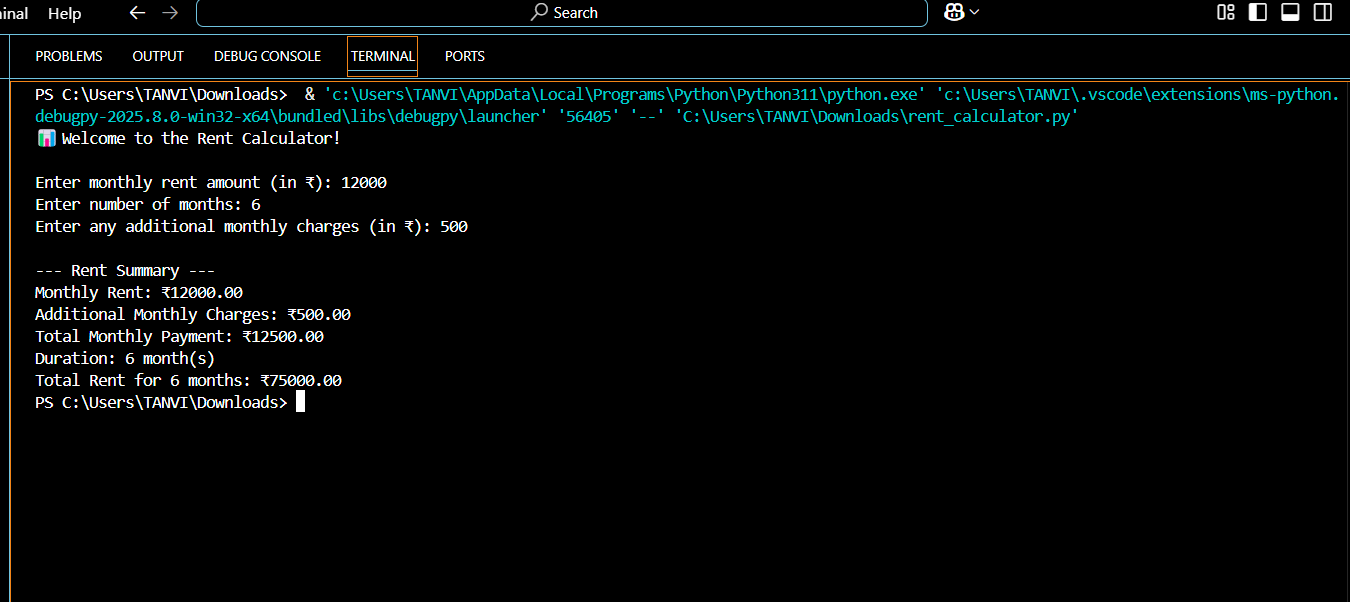 inal Help Search
PROBLEMS OUTPUT DEBUG CONSOLE TERMINAL PORTS
PS C:\Users\TANVI\Downloads>  & 'c:\Users\TANVI\AppData\Local\Programs\Python\Python311\python.exe' 'c:\Users\TANVI\.vscode\extensions\ms-python.
debugpy-2025.8.0-win32-x64\bundled\libs\debugpy\launcher' '56405' '--' 'C:\Users\TANVI\Downloads\rent_calculator.py'
📊 Welcome to the Rent Calculator!
Enter monthly rent amount (in ₹): 12000
Enter number of months: 6
Enter any additional monthly charges (in ₹): 500
--- Rent Summary ---
Monthly Rent: ₹12000.00
Additional Monthly Charges: ₹500.00
Total Monthly Payment: ₹12500.00
Duration: 6 month(s)
Total Rent for 6 months: ₹75000.00
PS C:\Users\TANVI\Downloads>